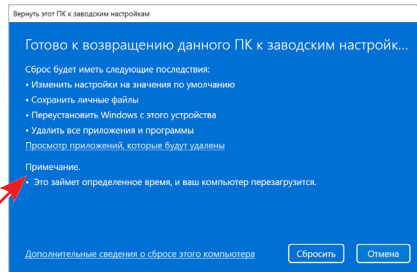 Вернуть этот ПК к заводским настройкам
Готово к возвращению данного ПК к заводским настройк...
Сброс будет иметь следующие последствия:
• Изменить настройки на значения по умолчанию
• Сохранить личные файлы
• Переустановить Windows с этого устройства
• Удалить все приложения и программы
Просмотр приложений, которые будут удалены
Примечание.
• Это займет определенное время, и ваш компьютер перезагрузится.
Дополнительные сведения о сбросе этого компьютера
Сбросить
Отмена